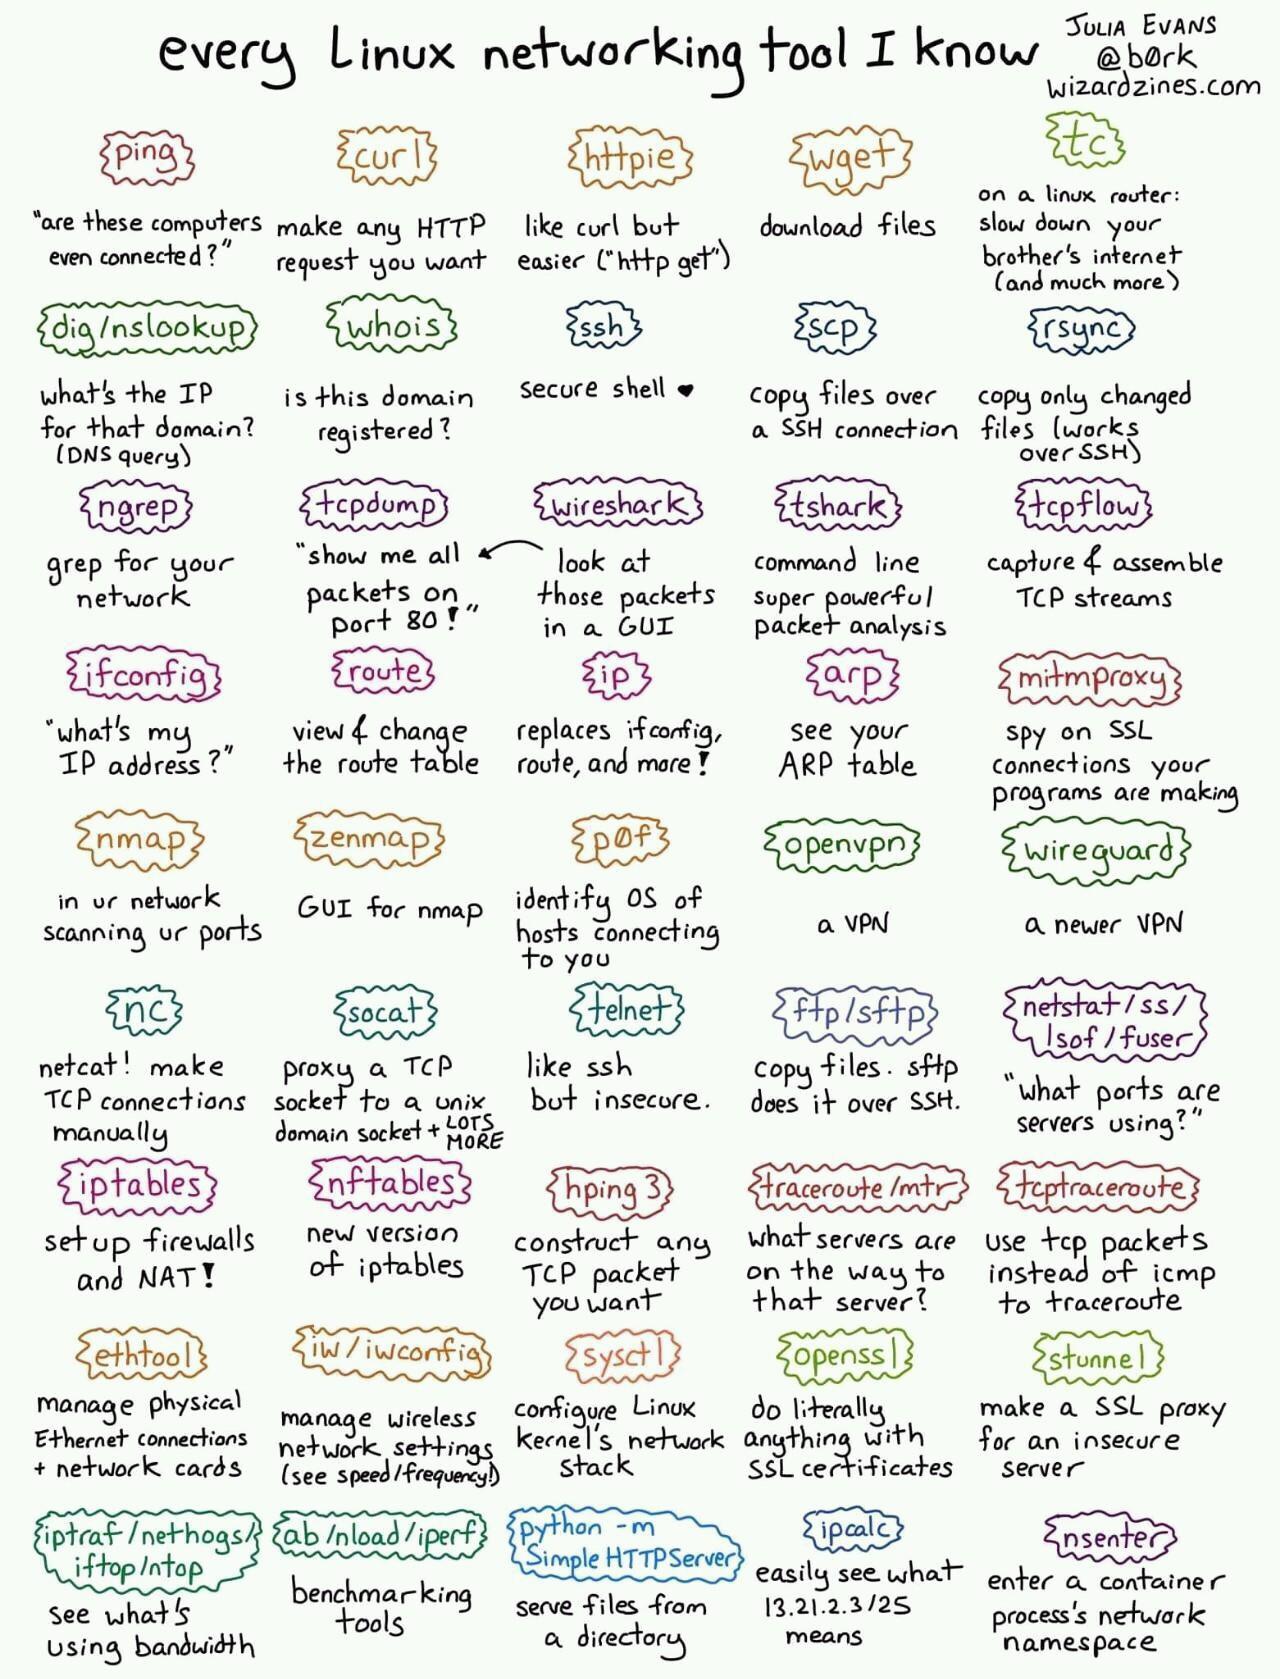 every Linux networking tool I know
JULIA EVANS
@b0rk
wizardzines.com
ping
"are these computers
even connected?"
curl
make any HTTP
request you want
httpie
like curl but
easier ("http get")
wget
download files
tc
on a linux router:
slow down your
brother's internet
(and much more)
dig/nslookup
what's the IP
for that domain?
(DNS query)
whois
is this domain
registered?
ssh
secure shell ♥
scp
copy files over
a SSH connection
rsync
copy only changed
files (works
over SSH)
ngrep
grep for your
network
tcpdump
"show me all
packets on
port 80!"
wireshark
look at
those packets
in a GUI
tshark
command line
super powerful
packet analysis
tcpflow
capture & assemble
TCP streams
ifconfig
"what's my
IP address?"
route
view & change
the route table
ip
replaces ifconfig,
route, and more!
arp
see your
ARP table
mitmproxy
spy on SSL
connections your
programs are making
nmap
in ur network
scanning ur ports
zenmap
GUI for nmap
p0f
identify OS of
hosts connecting
to you
openvpn
a VPN
wireguard
a newer VPN
nc
netcat! make
TCP connections
manually
socat
proxy a TCP
socket to a unix
domain socket + LOTS
MORE
telnet
like ssh
but insecure.
ftp/sftp
copy files. sftp
does it over SSH.
netstat/ss/
lsof/fuser
"what ports are
servers using?"
iptables
set up firewalls
and NAT!
nftables
new version
of iptables
hping3
construct any
TCP packet
you want
traceroute/mtr
what servers are
on the way to
that server?
tcptraceroute
use tcp packets
instead of icmp
to traceroute
ethtool
manage physical
Ethernet connections
+ network cards
iw/iwconfig
manage wireless
network settings
(see speed/frequency!)
sysctl
configure Linux
kernel's network
stack
openssl
do literally
anything with
SSL certificates
stunnel
make a SSL proxy
for an insecure
server
iptraf/nethogs/
iftop/ntop
see what's
using bandwidth
ab/nload/iperf
benchmarking
tools
python -m
SimpleHTTPServer
serve files from
a directory
ipcalc
easily see what
13.21.2.3/25
means
nsenter
enter a container
process's network
namespace